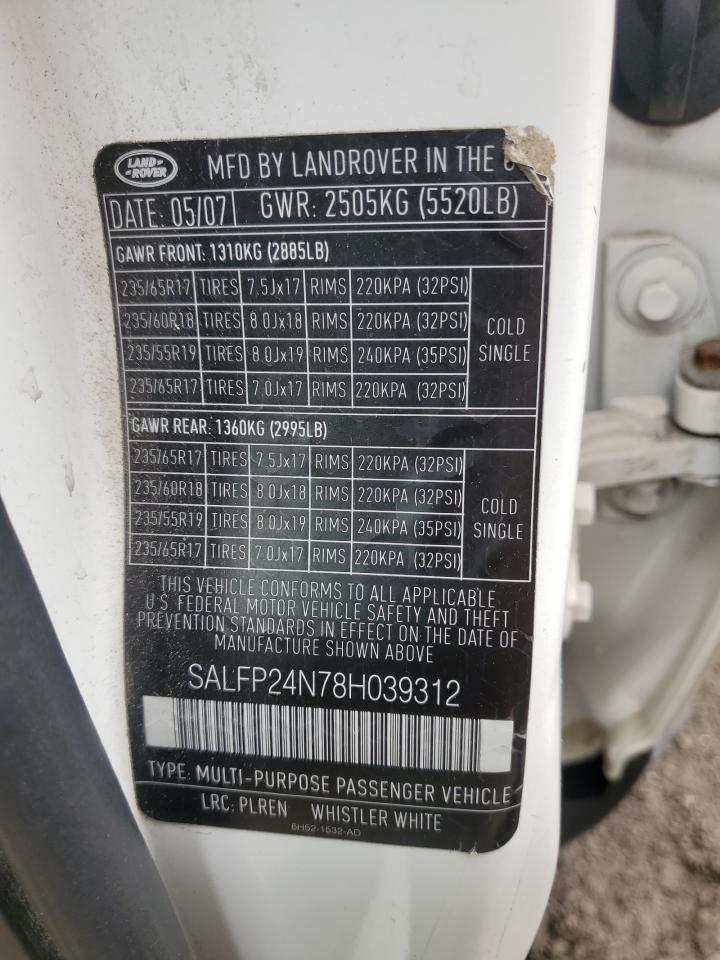 LAND ROVER
MFD BY LANDROVER IN THE
DATE: 05/07 GWR: 2505KG (5520LB)
GAWR FRONT: 1310KG (2885LB)
235/65R17 TIRES 7.5Jx17 RIMS 220KPA (32PSI)
235/60R18 TIRES 8.0Jx18 RIMS 220KPA (32PSI)
235/55R19 TIRES 8.0Jx19 RIMS 240KPA (35PSI)
235/65R17 TIRES 7.0Jx17 RIMS 220KPA (32PSI)
COLD
SINGLE
GAWR REAR: 1360KG (2995LB)
235/65R17 TIRES 7.5Jx17 RIMS 220KPA (32PSI)
235/60R18 TIRES 8.0Jx18 RIMS 220KPA (32PSI)
235/55R19 TIRES 8.0Jx19 RIMS 240KPA (35PSI)
235/65R17 TIRES 7.0Jx17 RIMS 220KPA (32PSI)
COLD
SINGLE
THIS VEHICLE CONFORMS TO ALL APPLICABLE
U.S FEDERAL MOTOR VEHICLE SAFETY AND THEFT
PREVENTION STANDARDS IN EFFECT ON THE DATE OF
MANUFACTURE SHOWN ABOVE
SALFP24N78H039312
TYPE: MULTI-PURPOSE PASSENGER VEHICLE
LRC: PLREN WHISTLER WHITE
6H52-1532-AD